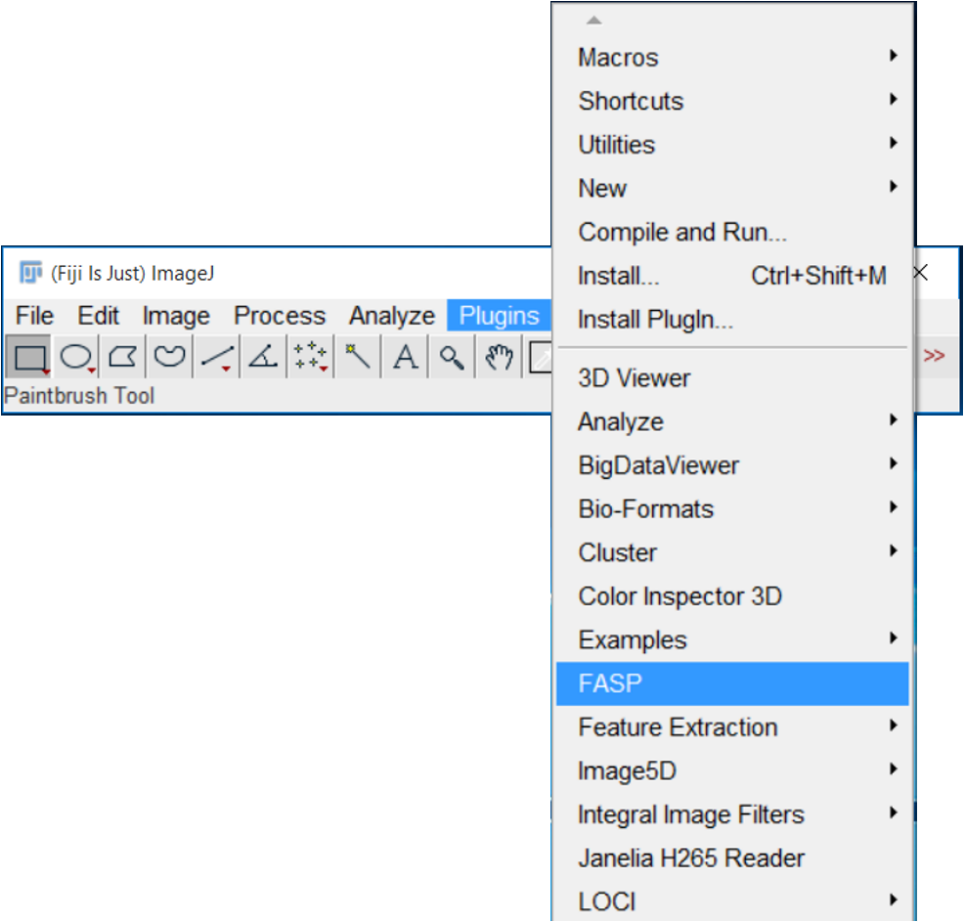 Macros
Shortcuts
Utilities
New
Compile and Run...
Install... Ctrl+Shift+M
Install PlugIn...
(Fiji Is Just) ImageJ
File Edit Image Process Analyze Plugins
A
>>
Paintbrush Tool
3D Viewer
Analyze
BigDataViewer
Bio-Formats
Cluster
Color Inspector 3D
Examples
FASP
Feature Extraction
Image5D
Integral Image Filters
Janelia H265 Reader
LOCI